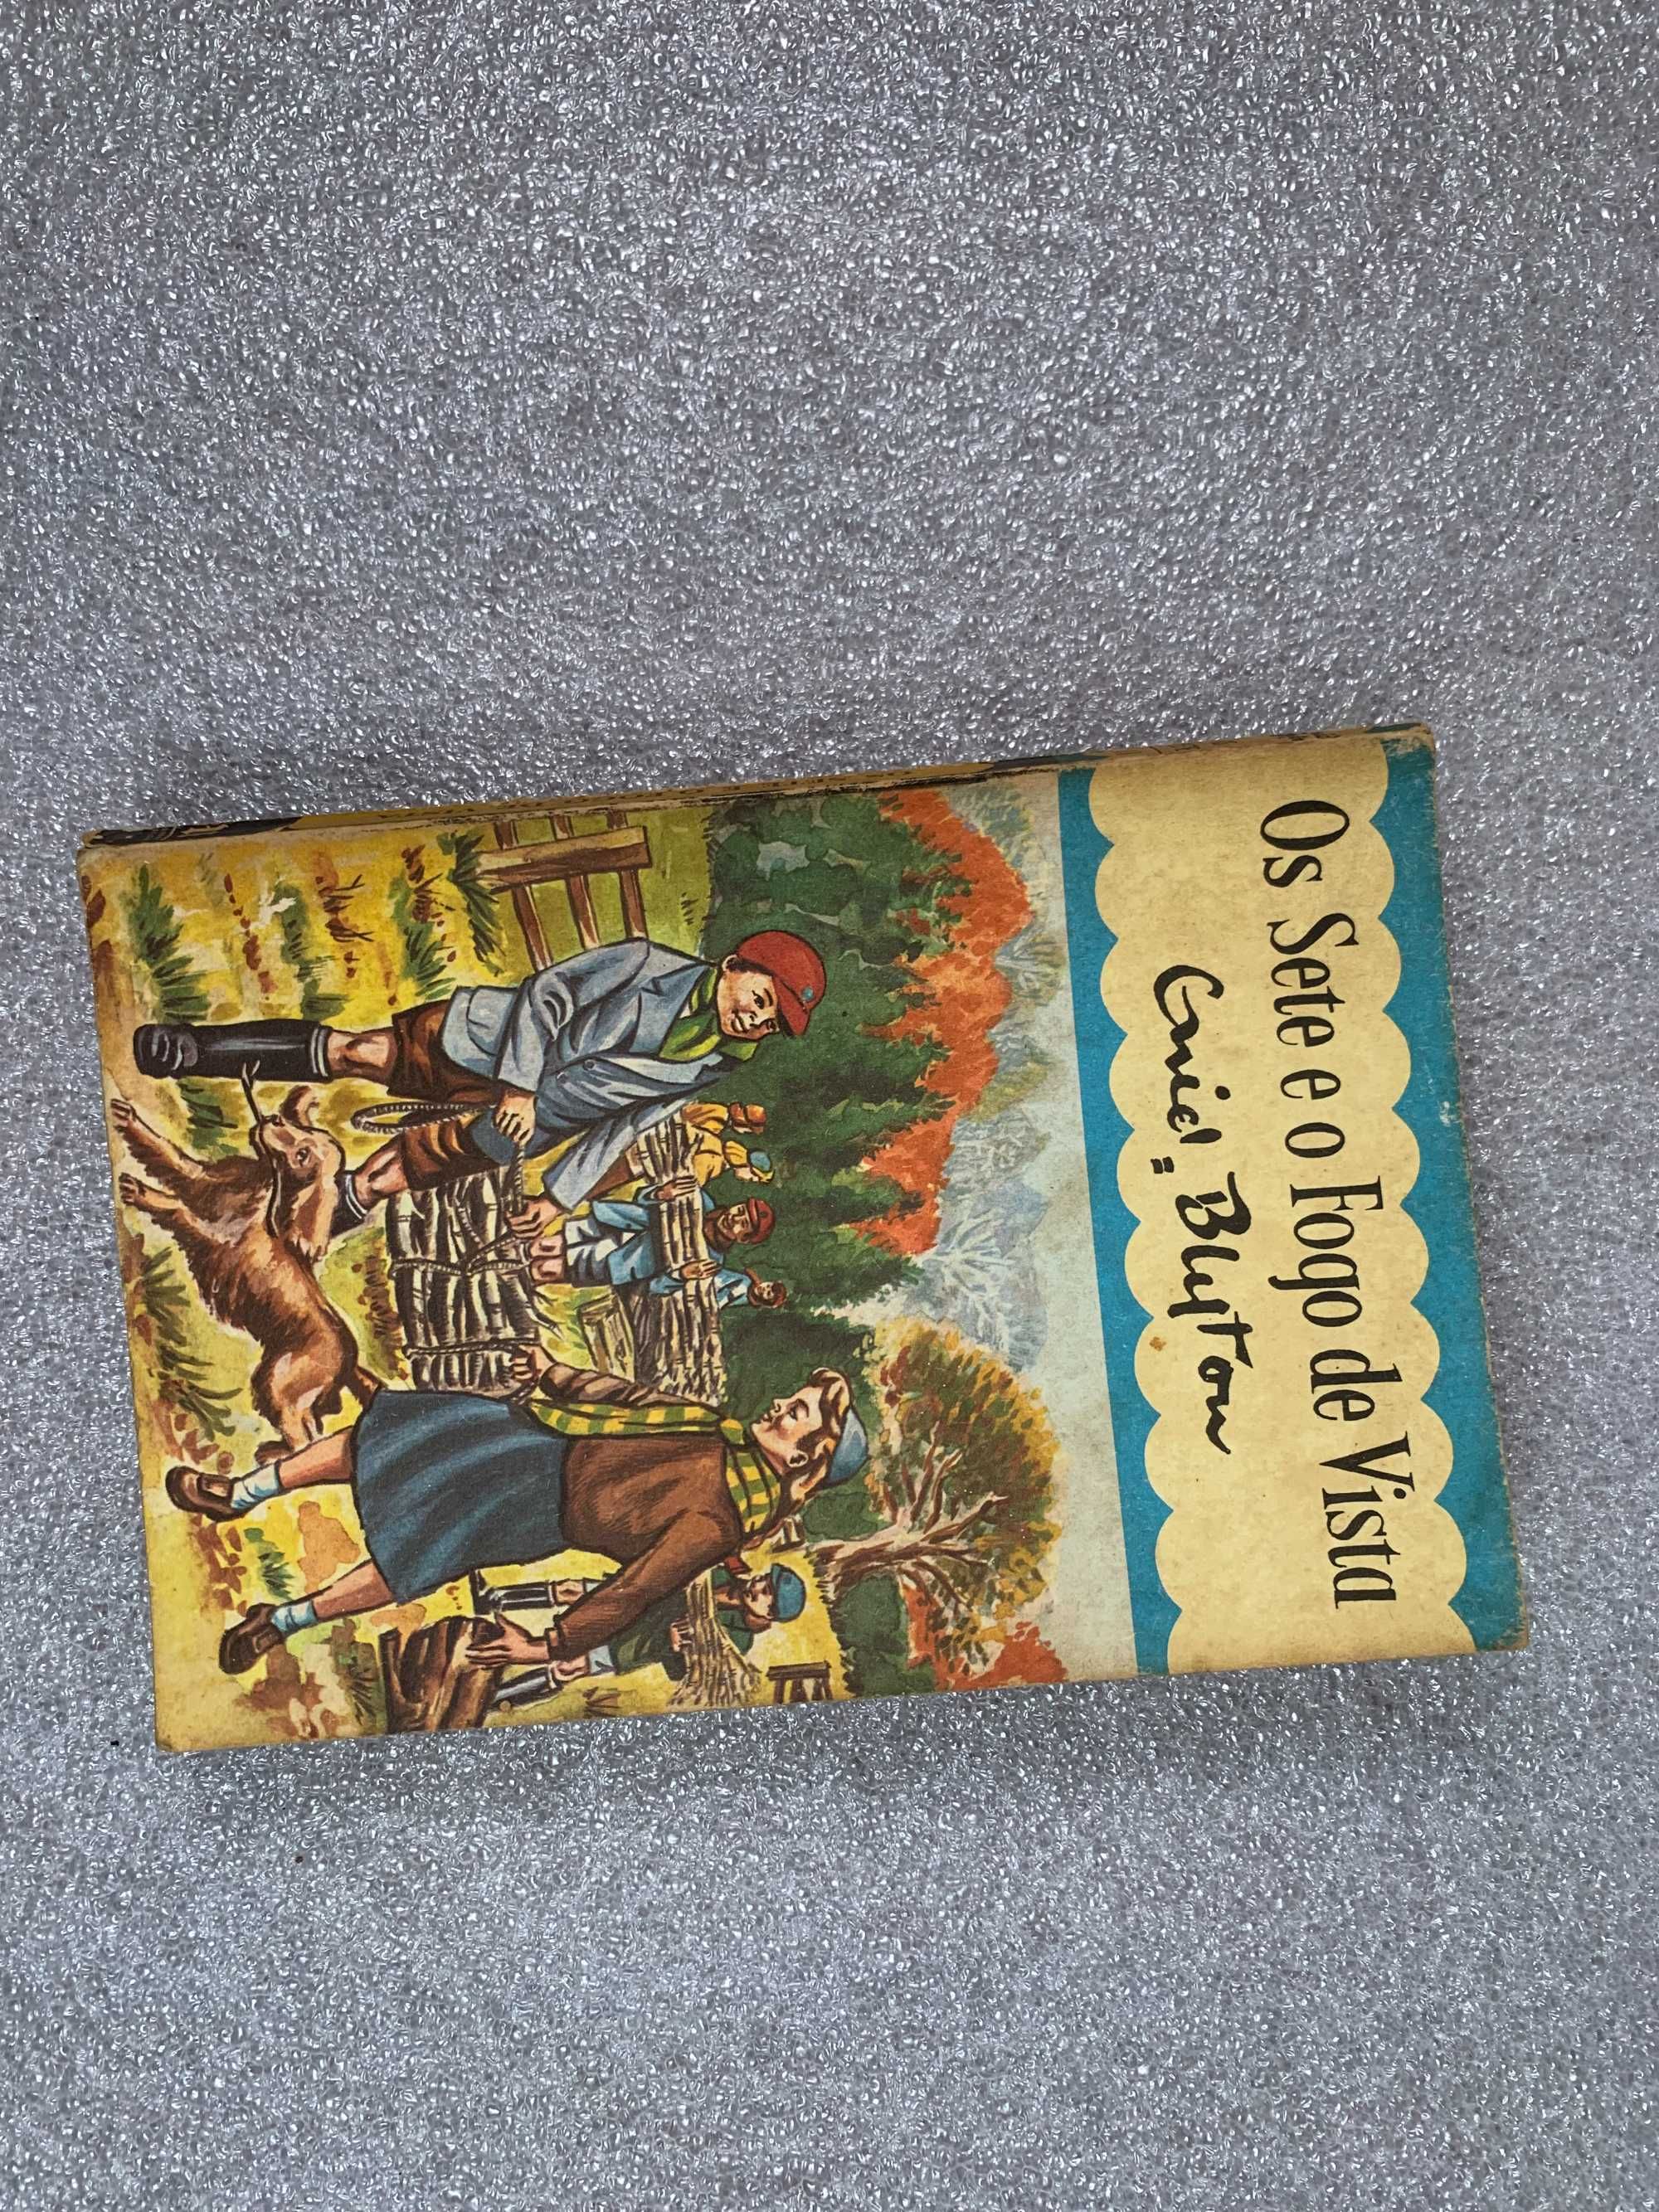 Os Sete e o Fogo de Vista
Enid Blyton